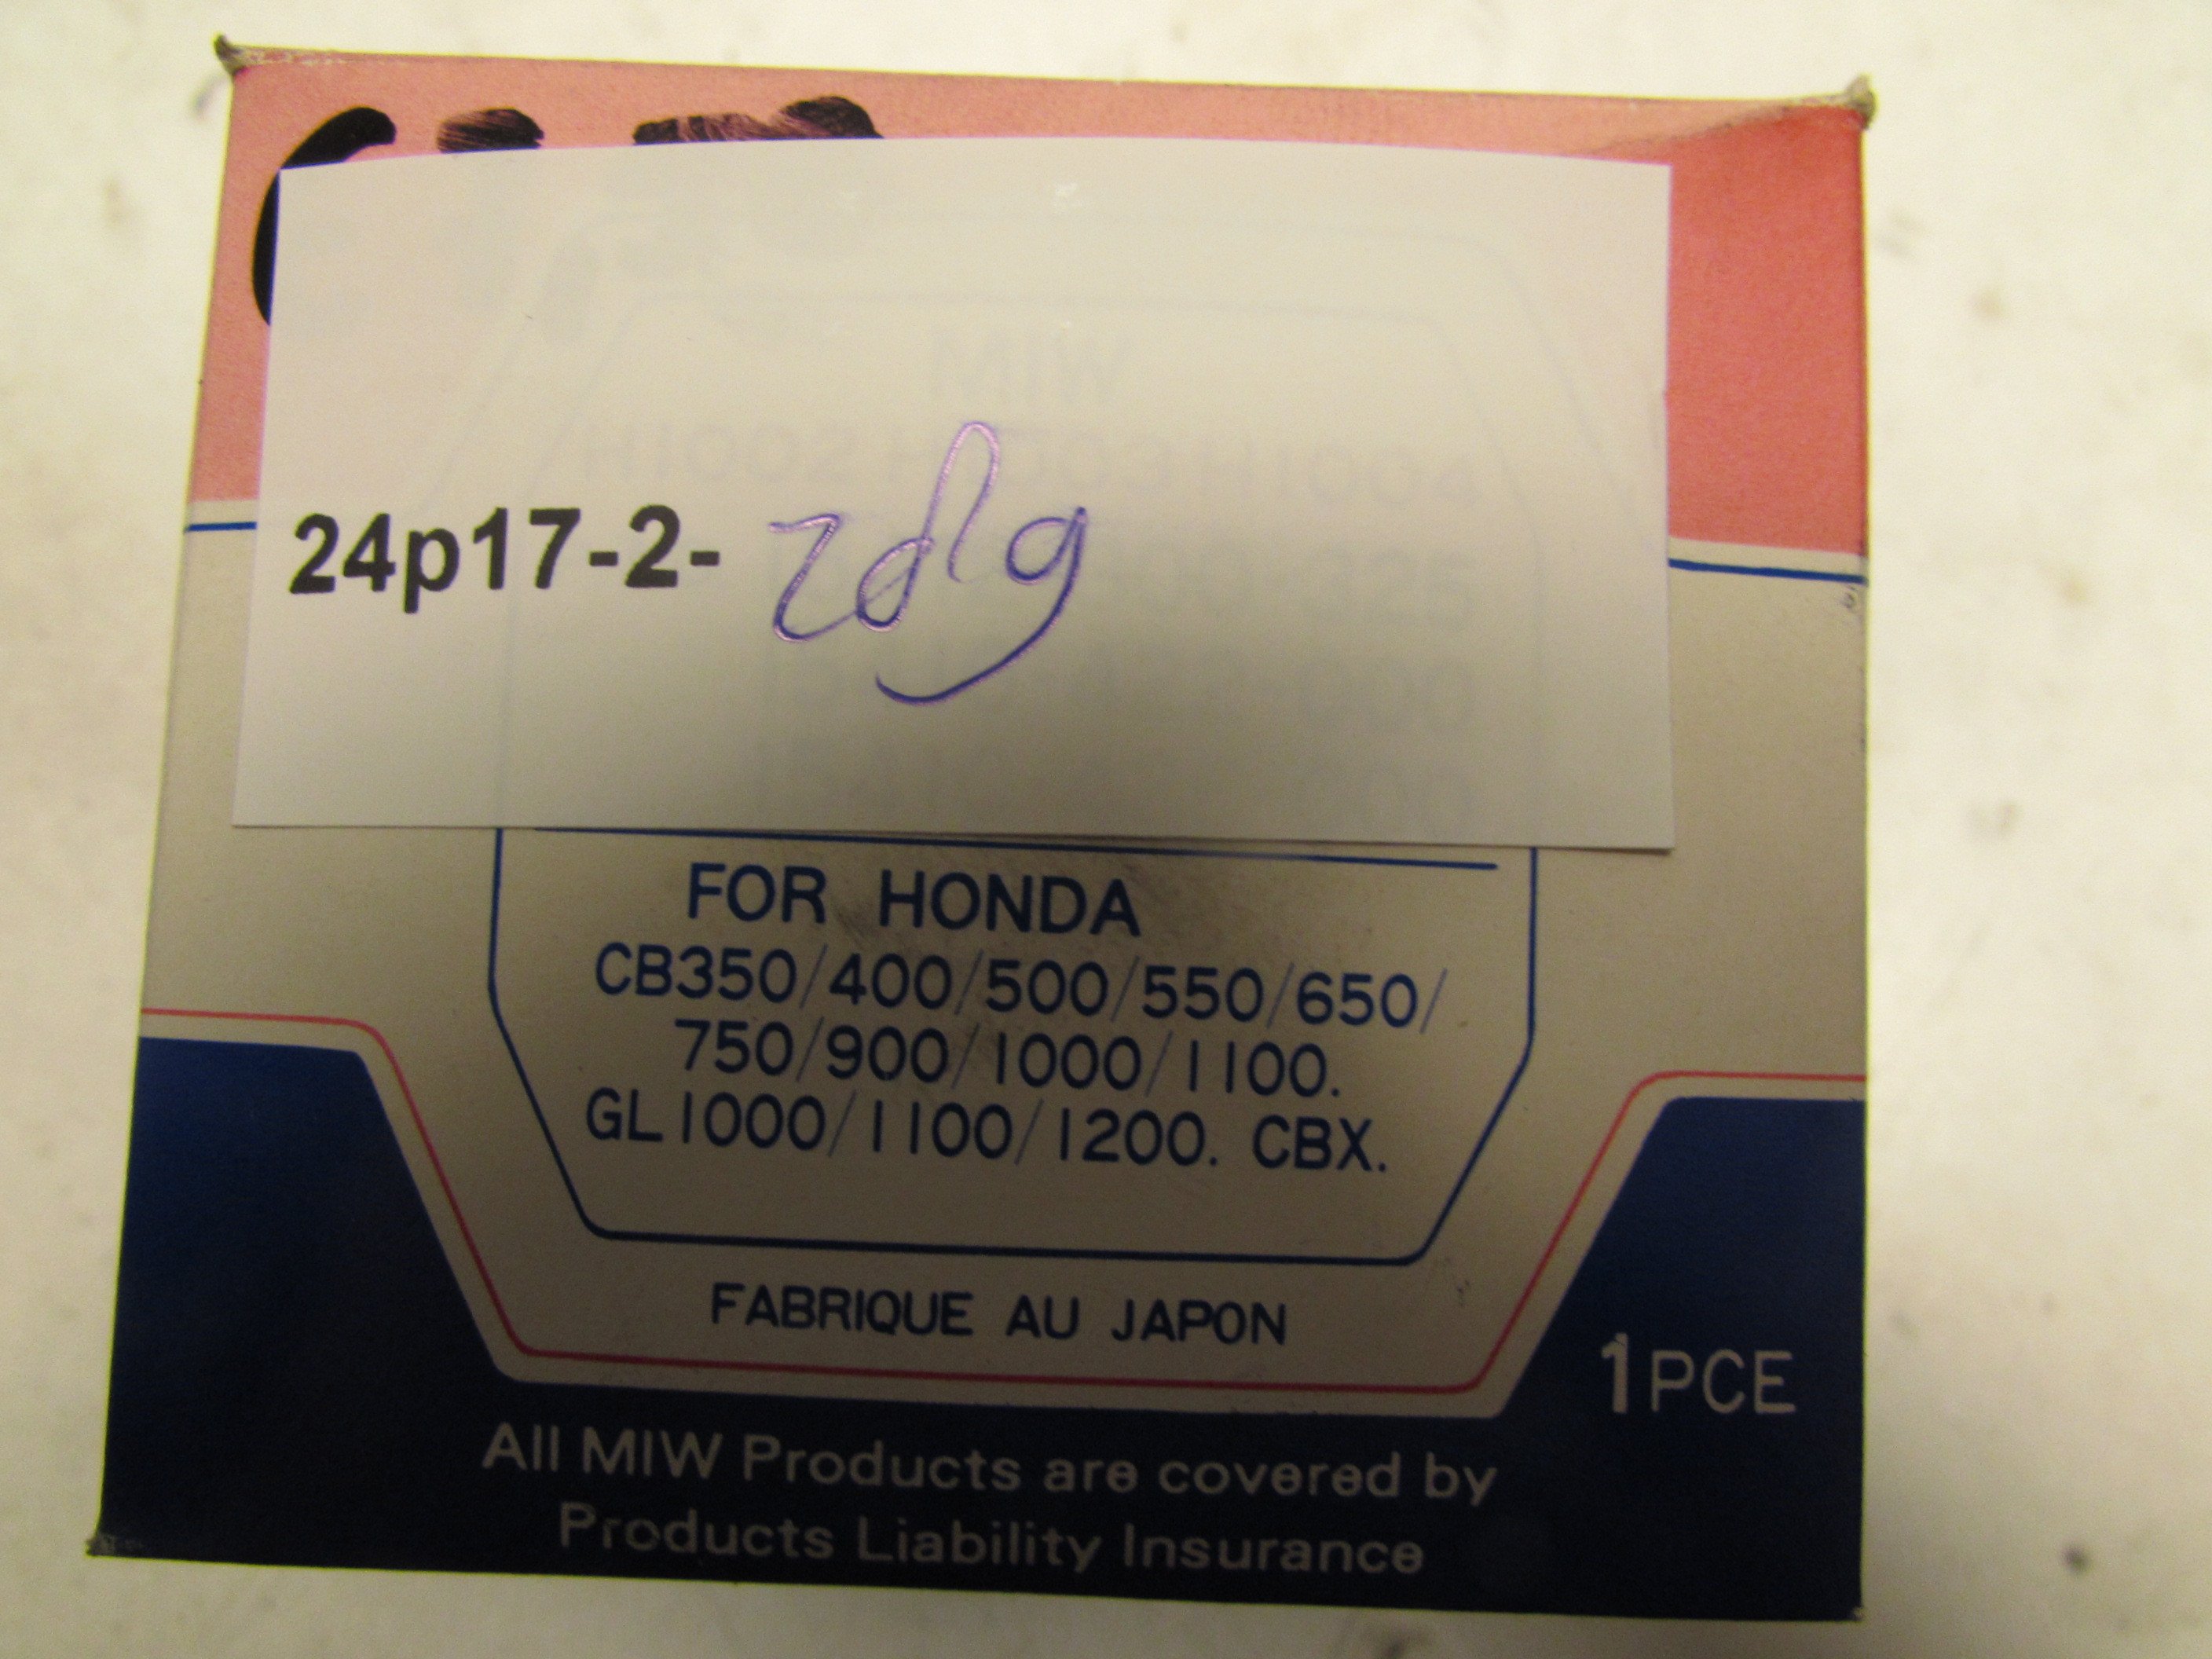 24p17-2-
FOR HONDA
CB350/400/500/550/650/
750/900/1000/1100.
GL1000/1100/1200. CBX.
FABRIQUE AU JAPON
1PCE
All MIW Products are covered by
Products Liability Insurance